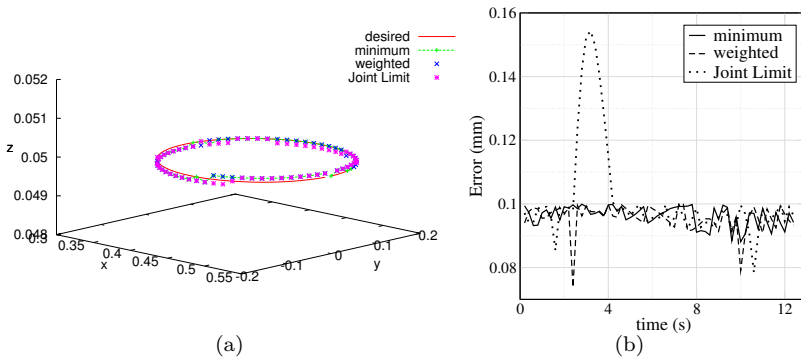 desired
minimum
weighted
Joint Limit
0.052
0.051
0.05
0.049
0.048
z
0.3
0.35
0.4
0.45
0.5
0.55
x
-0.2
-0.1
0
0.1
0.2
y
(a)
0.16
0.14
0.12
0.1
0.08
Error (mm)
minimum
weighted
Joint Limit
0
4
8
12
time (s)
(b)